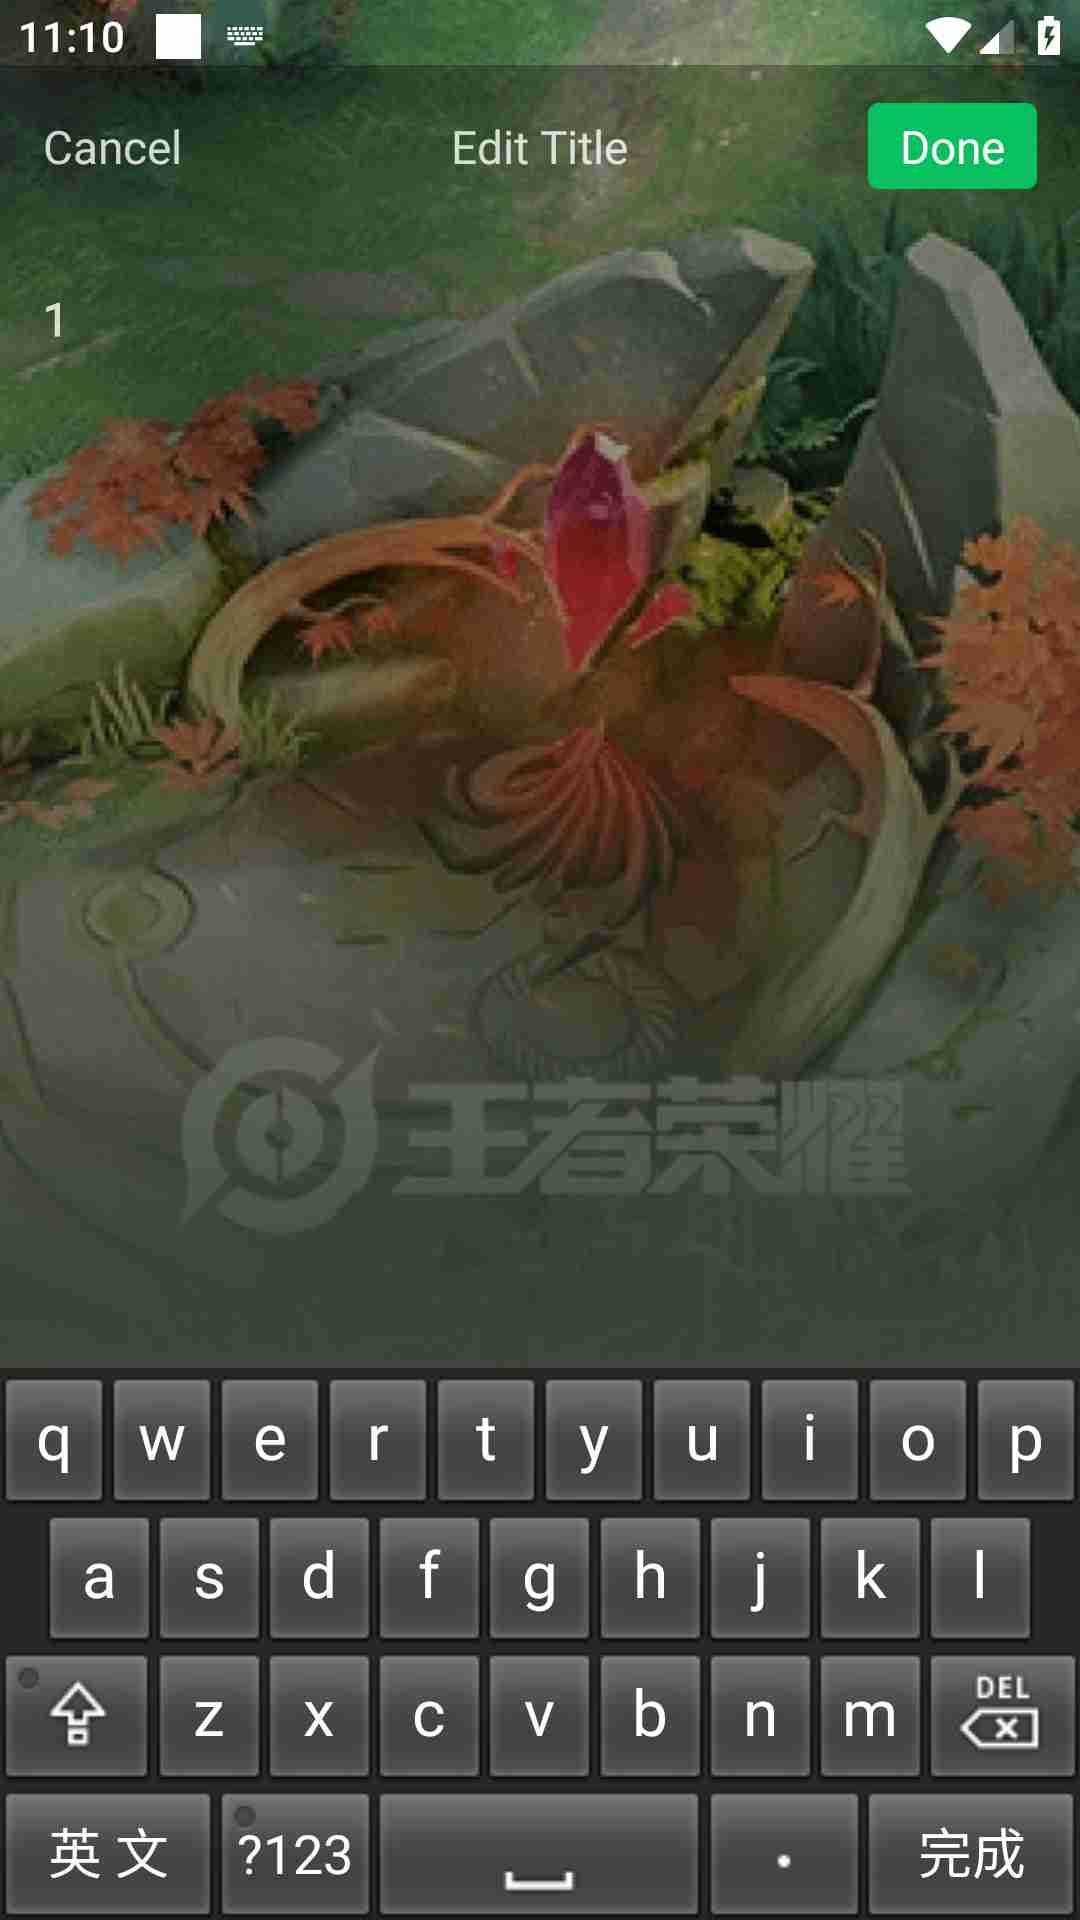 11:10
Cancel Edit Title Done
1
王者荣耀
q w e r t y u i o p
a s d f g h j k l
z x c v b n m DEL
英文 ?123 . 完成